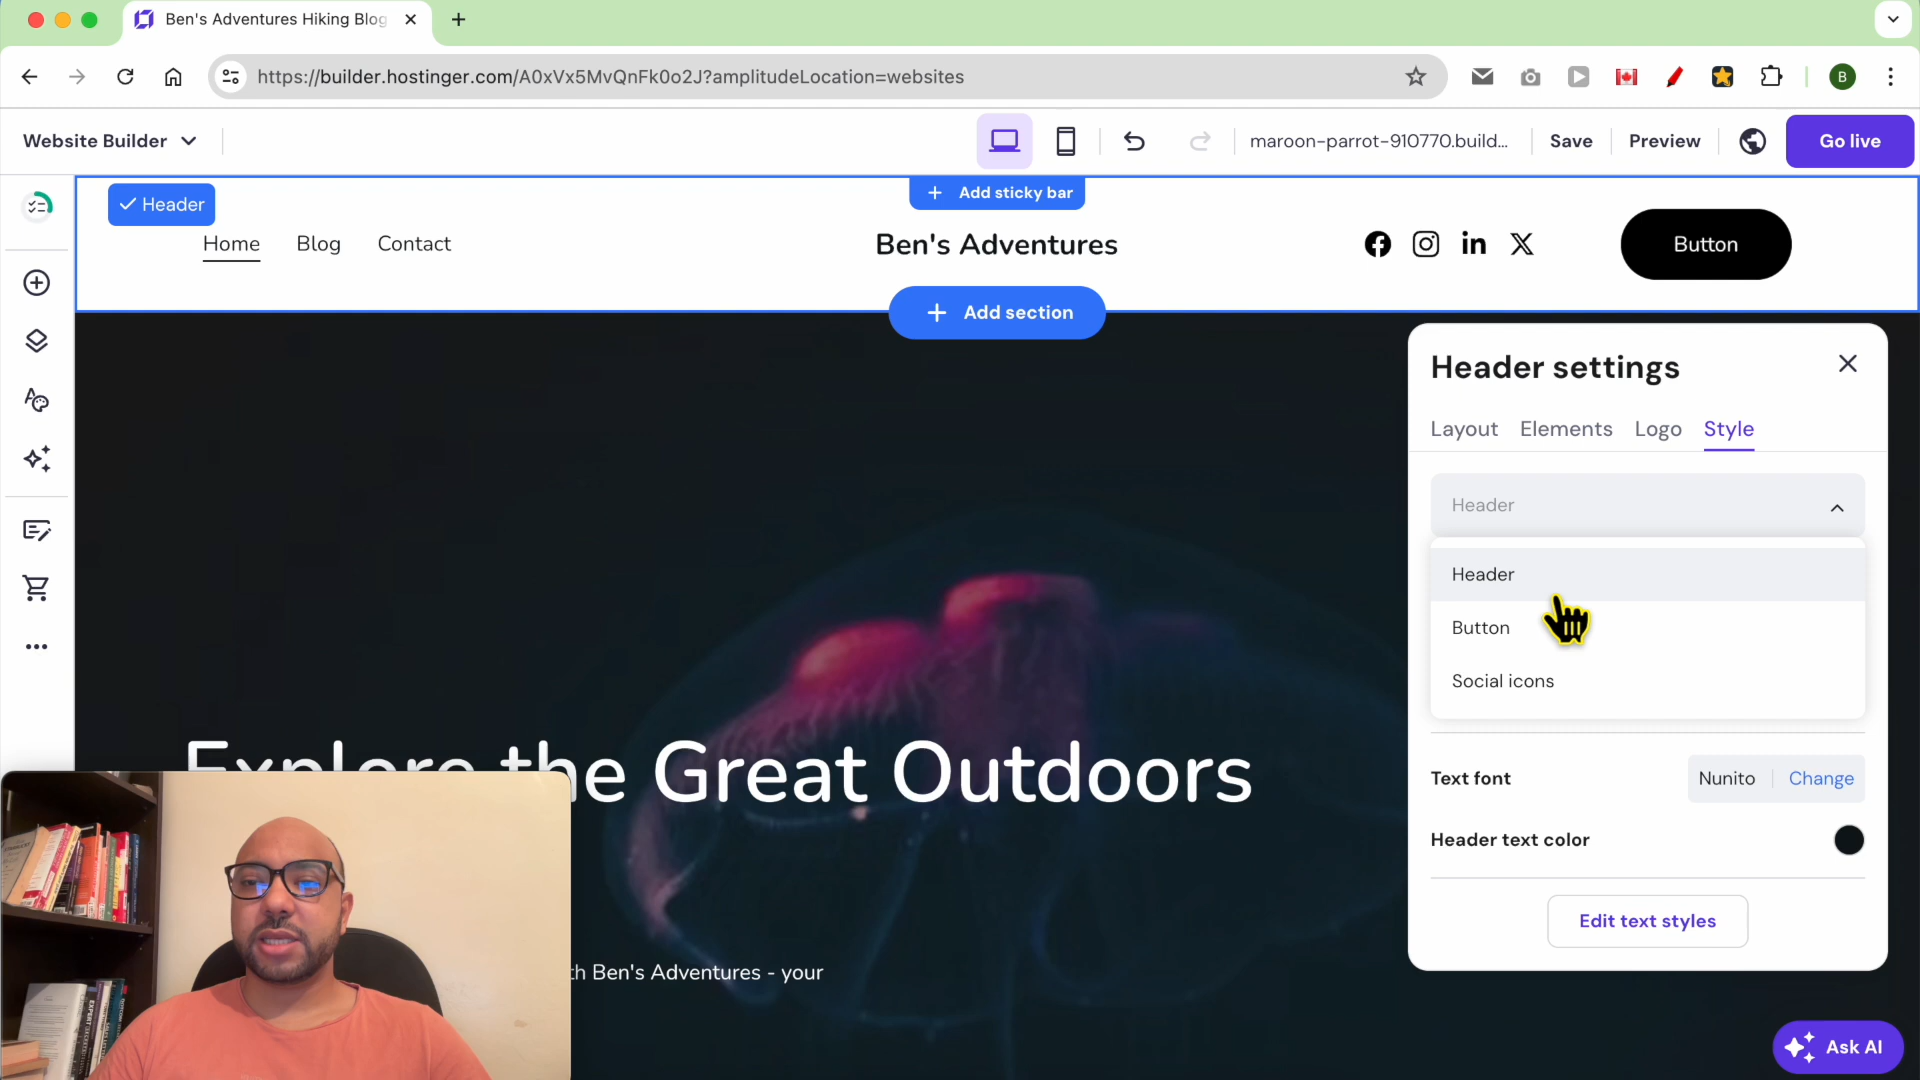 Ben's Adventures Hiking Blog
https://builder.hostinger.com/A0xVx5MvQnFk0o2J?amplitudeLocation=websites
B
Website Builder
maroon-parrot-910770.build...
Save
Preview
Go live
Header
Add sticky bar
Home
Blog
Contact
Ben's Adventures
Button
Add section
Header settings
Layout
Elements
Logo
Style
Header
Header
Button
Social icons
Text font
Nunito
Change
Header text color
Edit text styles
Explore the Great Outdoors
th Ben's Adventures - your
Ask AI